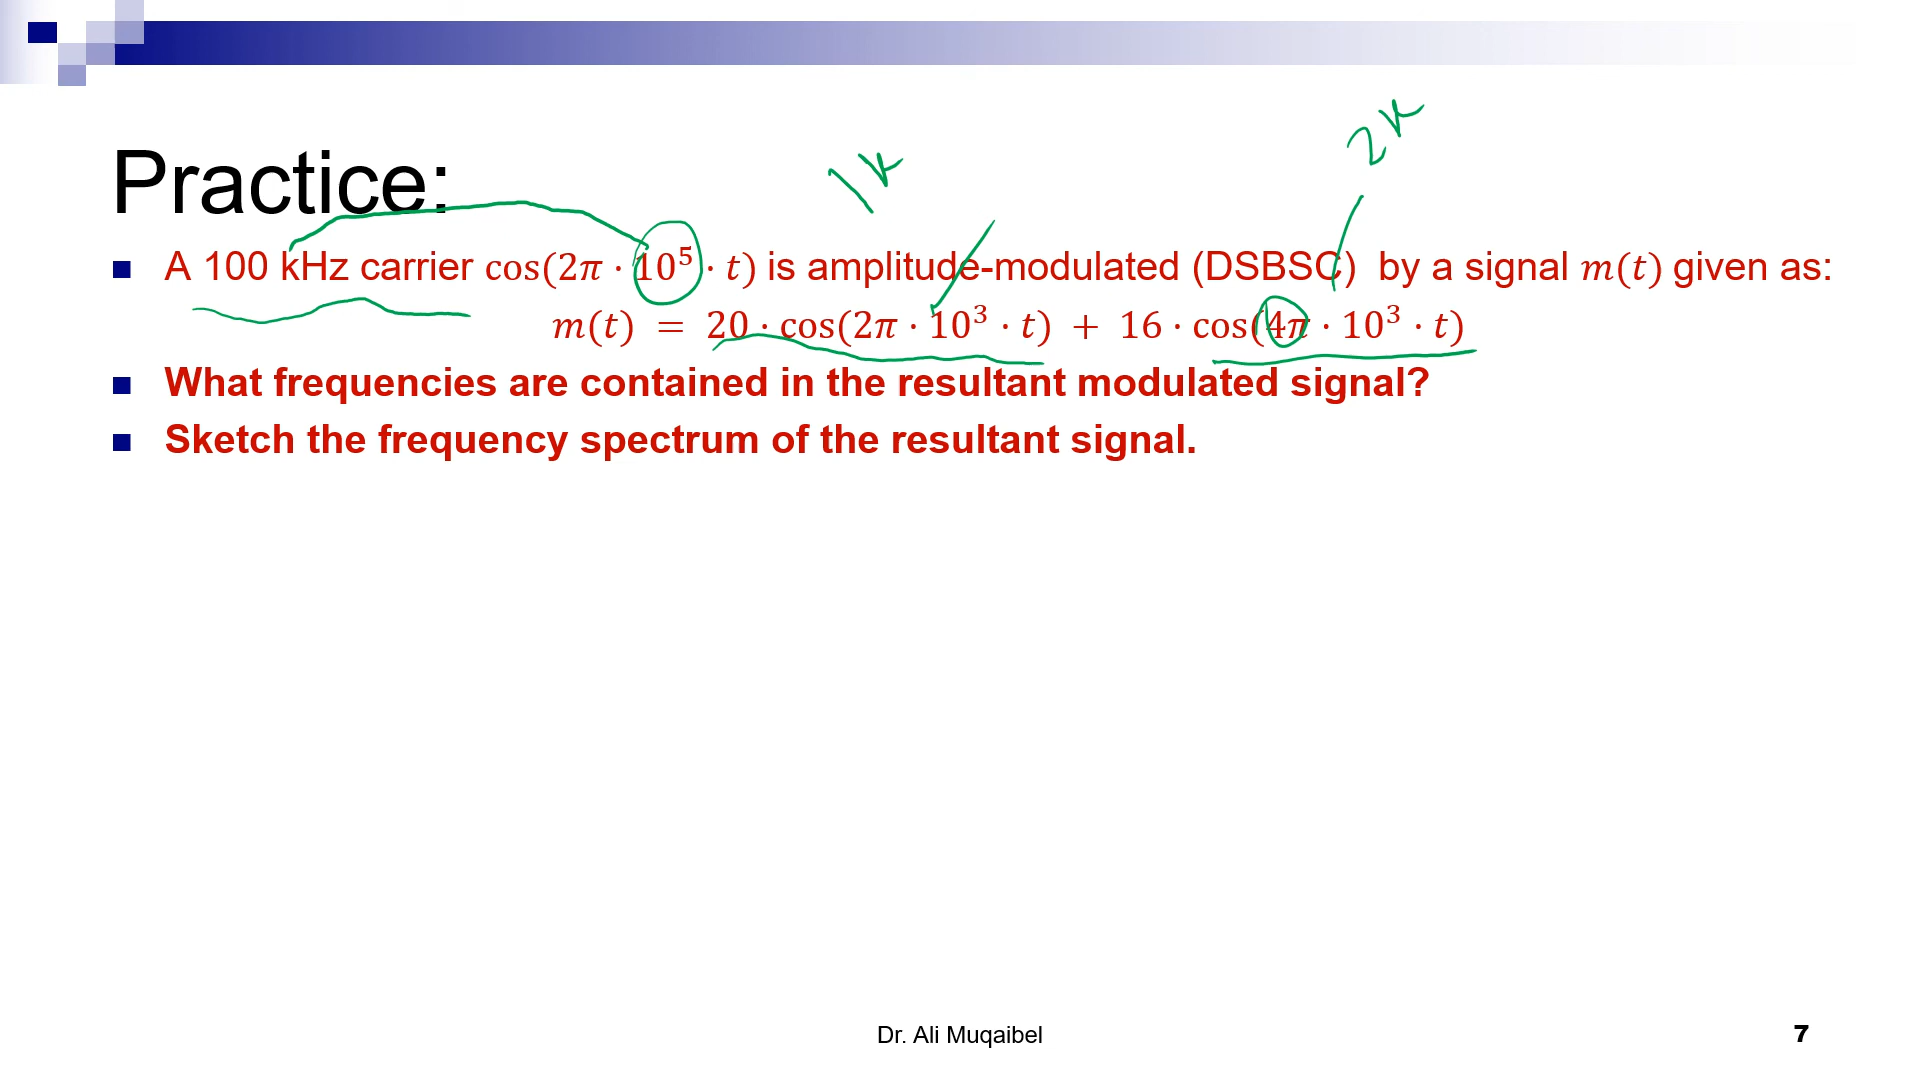 2K
1K
Practice:
A 100 kHz carrier cos(2π · 10⁵ · t) is amplitude-modulated (DSBSC) by a signal m(t) given as:
m(t) = 20 · cos(2π · 10³ · t) + 16 · cos(4π · 10³ · t)
What frequencies are contained in the resultant modulated signal?
Sketch the frequency spectrum of the resultant signal.
Dr. Ali Muqaibel
7